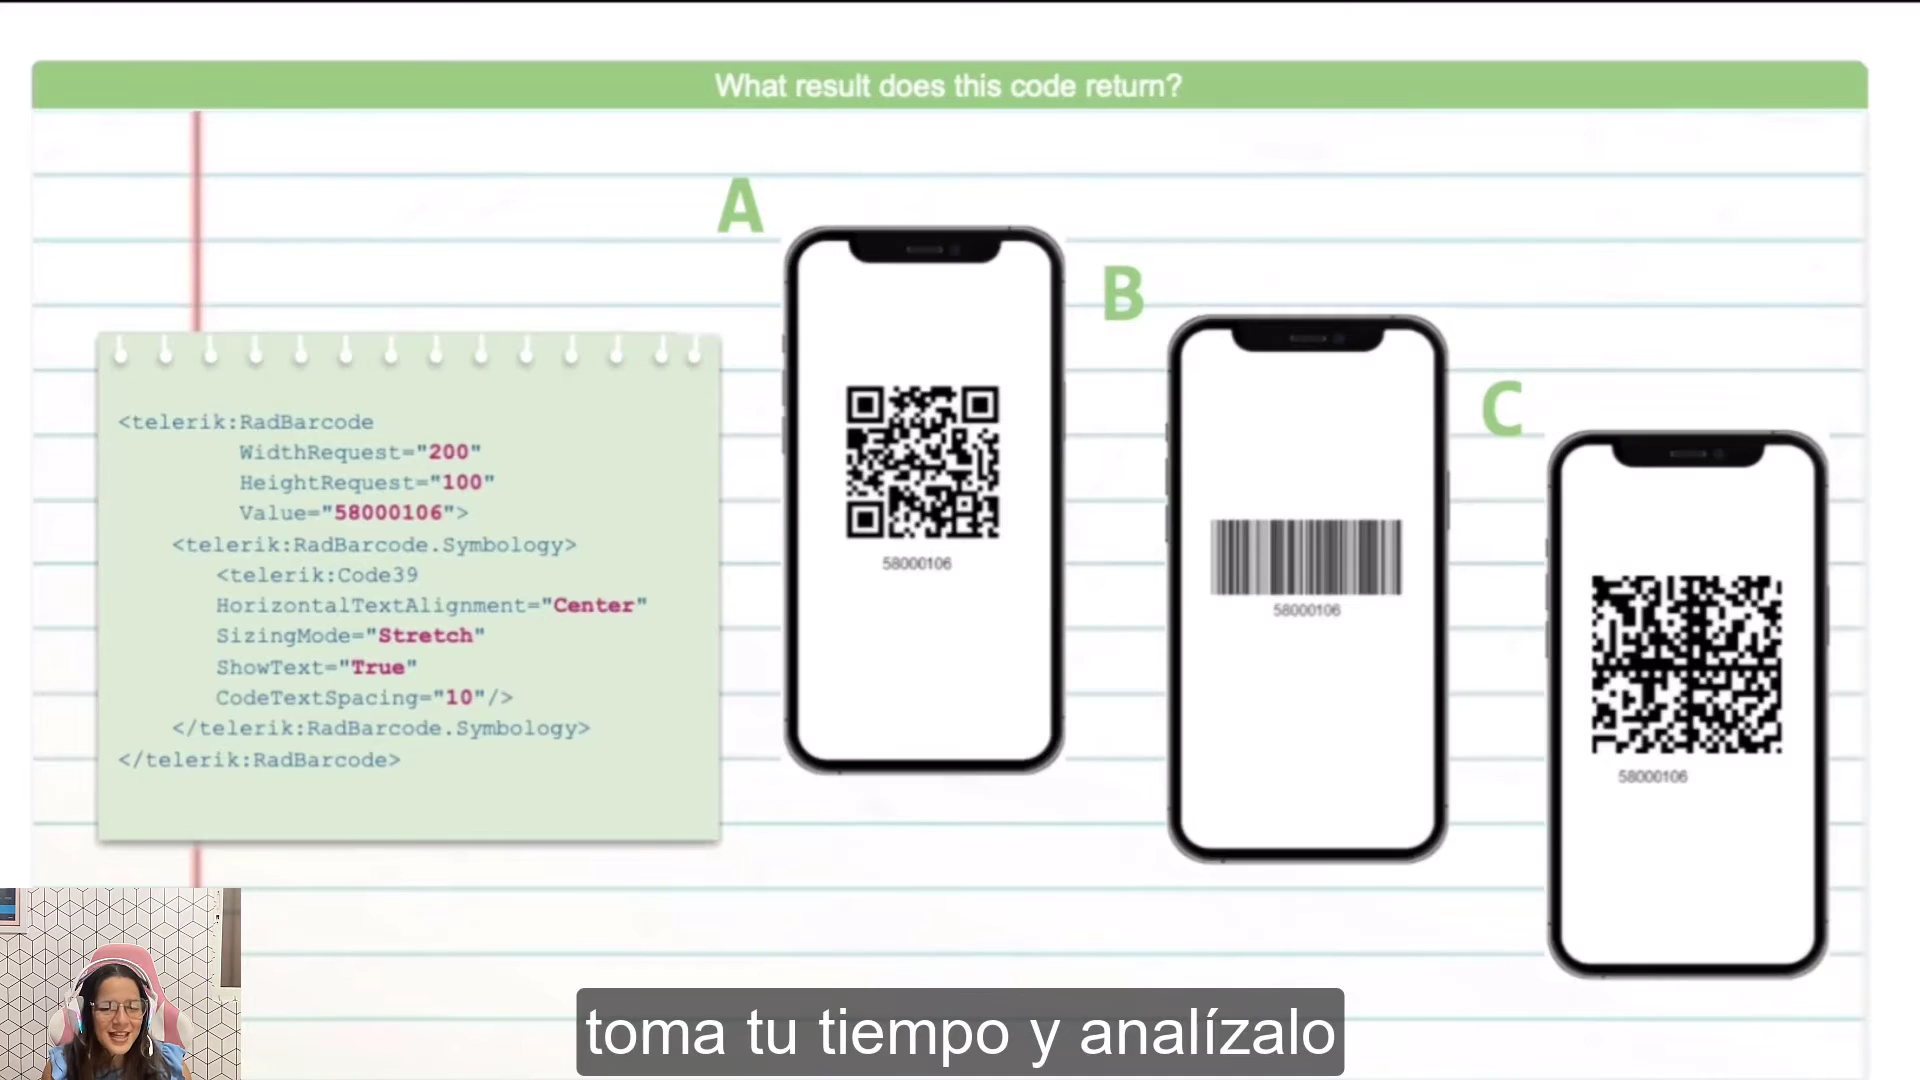 What result does this code return?
A
B
C
<telerik:RadBarcode
WidthRequest="200"
HeightRequest="100"
Value="58000106">
<telerik:RadBarcode.Symbology>
<telerik:Code39
HorizontalTextAlignment="Center"
SizingMode="Stretch"
ShowText="True"
CodeTextSpacing="10"/>
</telerik:RadBarcode.Symbology>
</telerik:RadBarcode>
58000106
58000106
58000106
toma tu tiempo y analízalo